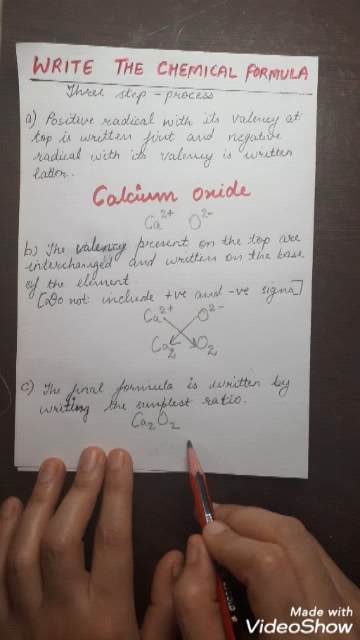 WRITE THE CHEMICAL FORMULA
Three step-process
a) Positive radical with its valency at
top is written first and negative
radical with its valency is written
latter.
Calcium oxide
Ca²⁺ O²⁻
b) The valency present on the top are
interchanged and written on the base
of the element.
[Do not include +ve and -ve signs]
Ca²⁺ O²⁻
Ca₂ O₂
c) The final formula is written by
writing the simplest ratio.
Ca₂O₂
Made with
VideoShow